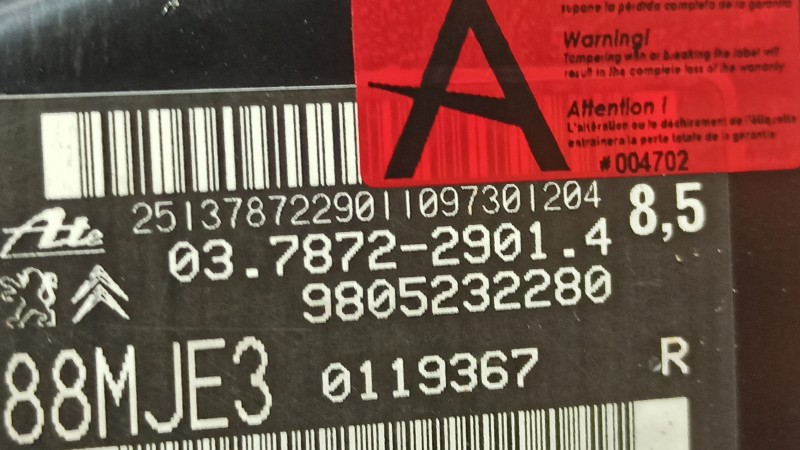 supone la pérdida completa de la garantía
Warning!
Tampering with or breaking the label will
result in the complete loss of the warranty
Attention !
L'altération ou le déchirement de l'étiquette
entraînera la perte totale de la garantie
#004702
A
2513787229011097301204
8,5
Ate
03.7872-2901.4
9805232280
88MJE3
0119367
R